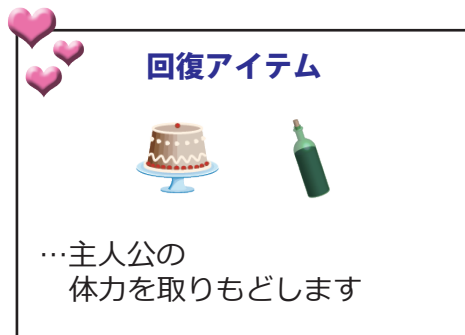 回復アイテム
…主人公の
体力を取りもどします